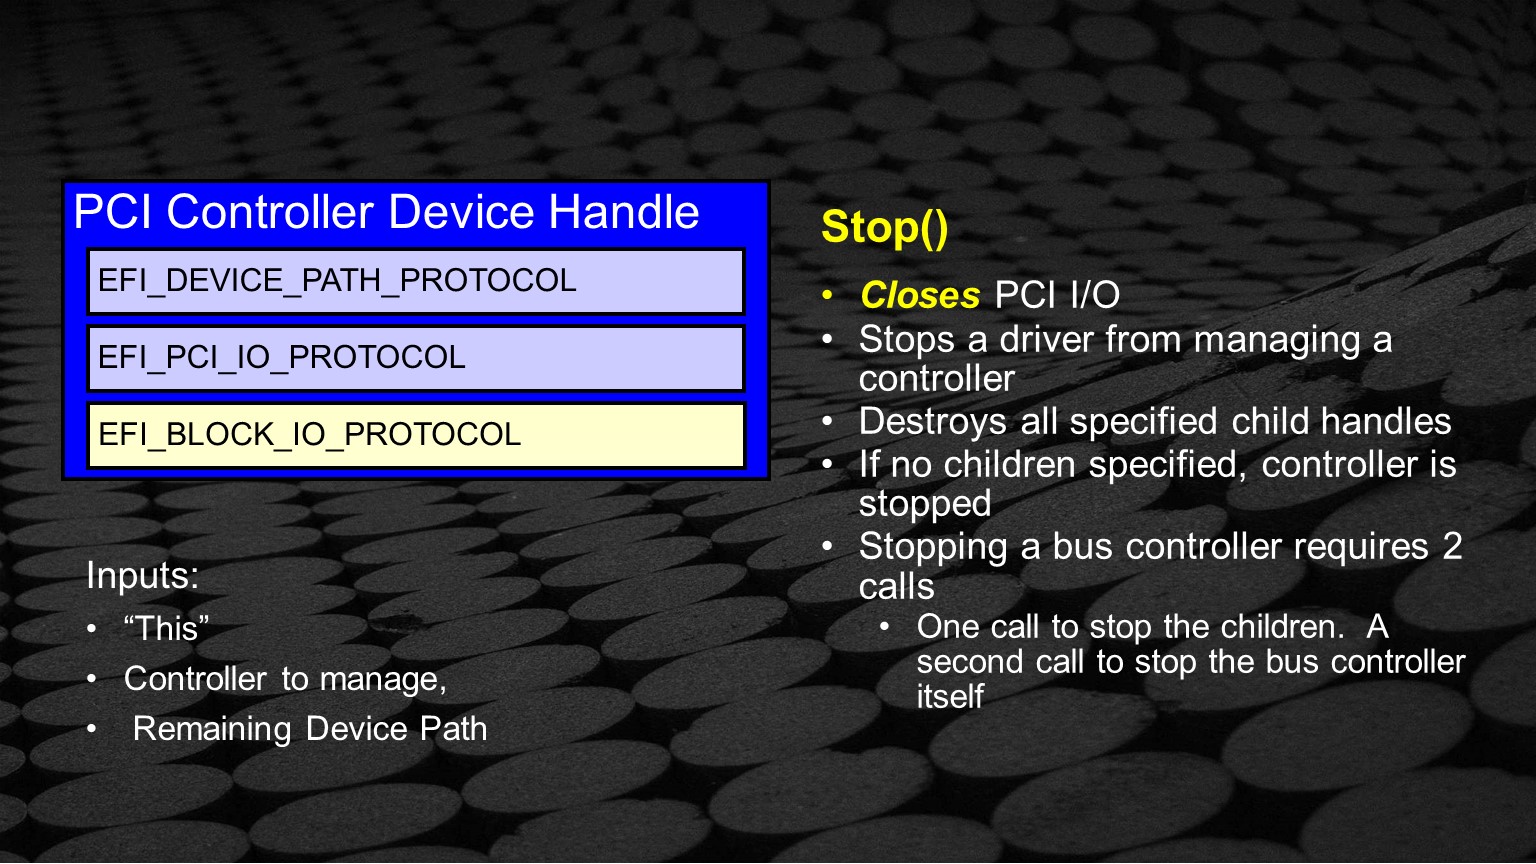 PCI Controller Device Handle
EFI_DEVICE_PATH_PROTOCOL
EFI_PCI_IO_PROTOCOL
EFI_BLOCK_IO_PROTOCOL
Inputs:
• “This”
• Controller to manage,
• Remaining Device Path
Stop()
• Closes PCI I/O
• Stops a driver from managing a
controller
• Destroys all specified child handles
• If no children specified, controller is
stopped
• Stopping a bus controller requires 2
calls
• One call to stop the children. A
second call to stop the bus controller
itself